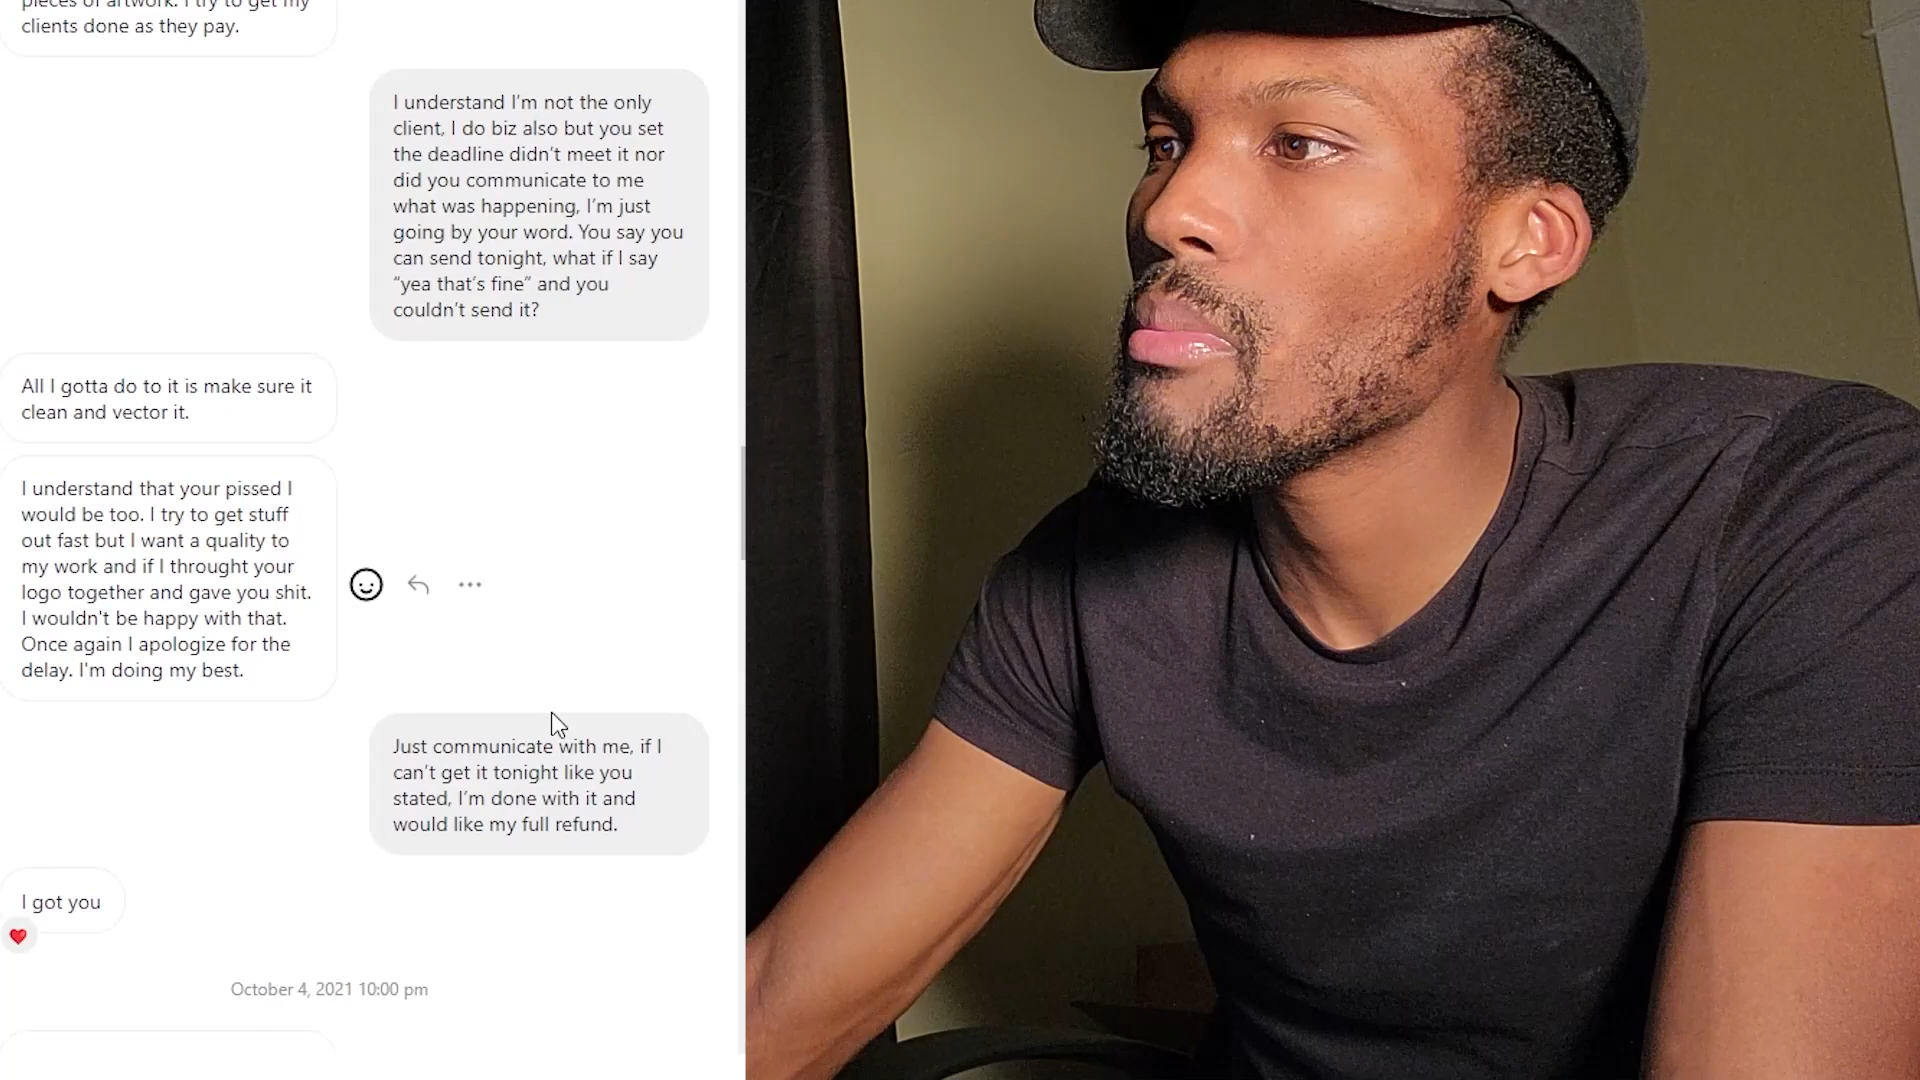 pieces of artwork. I try to get my
clients done as they pay.
I understand I'm not the only
client, I do biz also but you set
the deadline didn't meet it nor
did you communicate to me
what was happening, I'm just
going by your word. You say you
can send tonight, what if I say
“yea that's fine” and you
couldn't send it?
All I gotta do to it is make sure it
clean and vector it.
I understand that your pissed I
would be too. I try to get stuff
out fast but I want a quality to
my work and if I throught your
logo together and gave you shit.
I wouldn't be happy with that.
Once again I apologize for the
delay. I'm doing my best.
Just communicate with me, if I
can't get it tonight like you
stated, I'm done with it and
would like my full refund.
I got you
October 4, 2021 10:00 pm